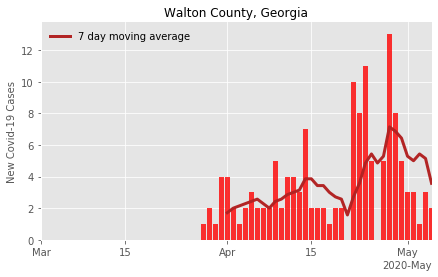 Walton County, Georgia
7 day moving average
New Covid-19 Cases
12
10
8
6
4
2
0
Mar 15 Apr 15 May
2020-May